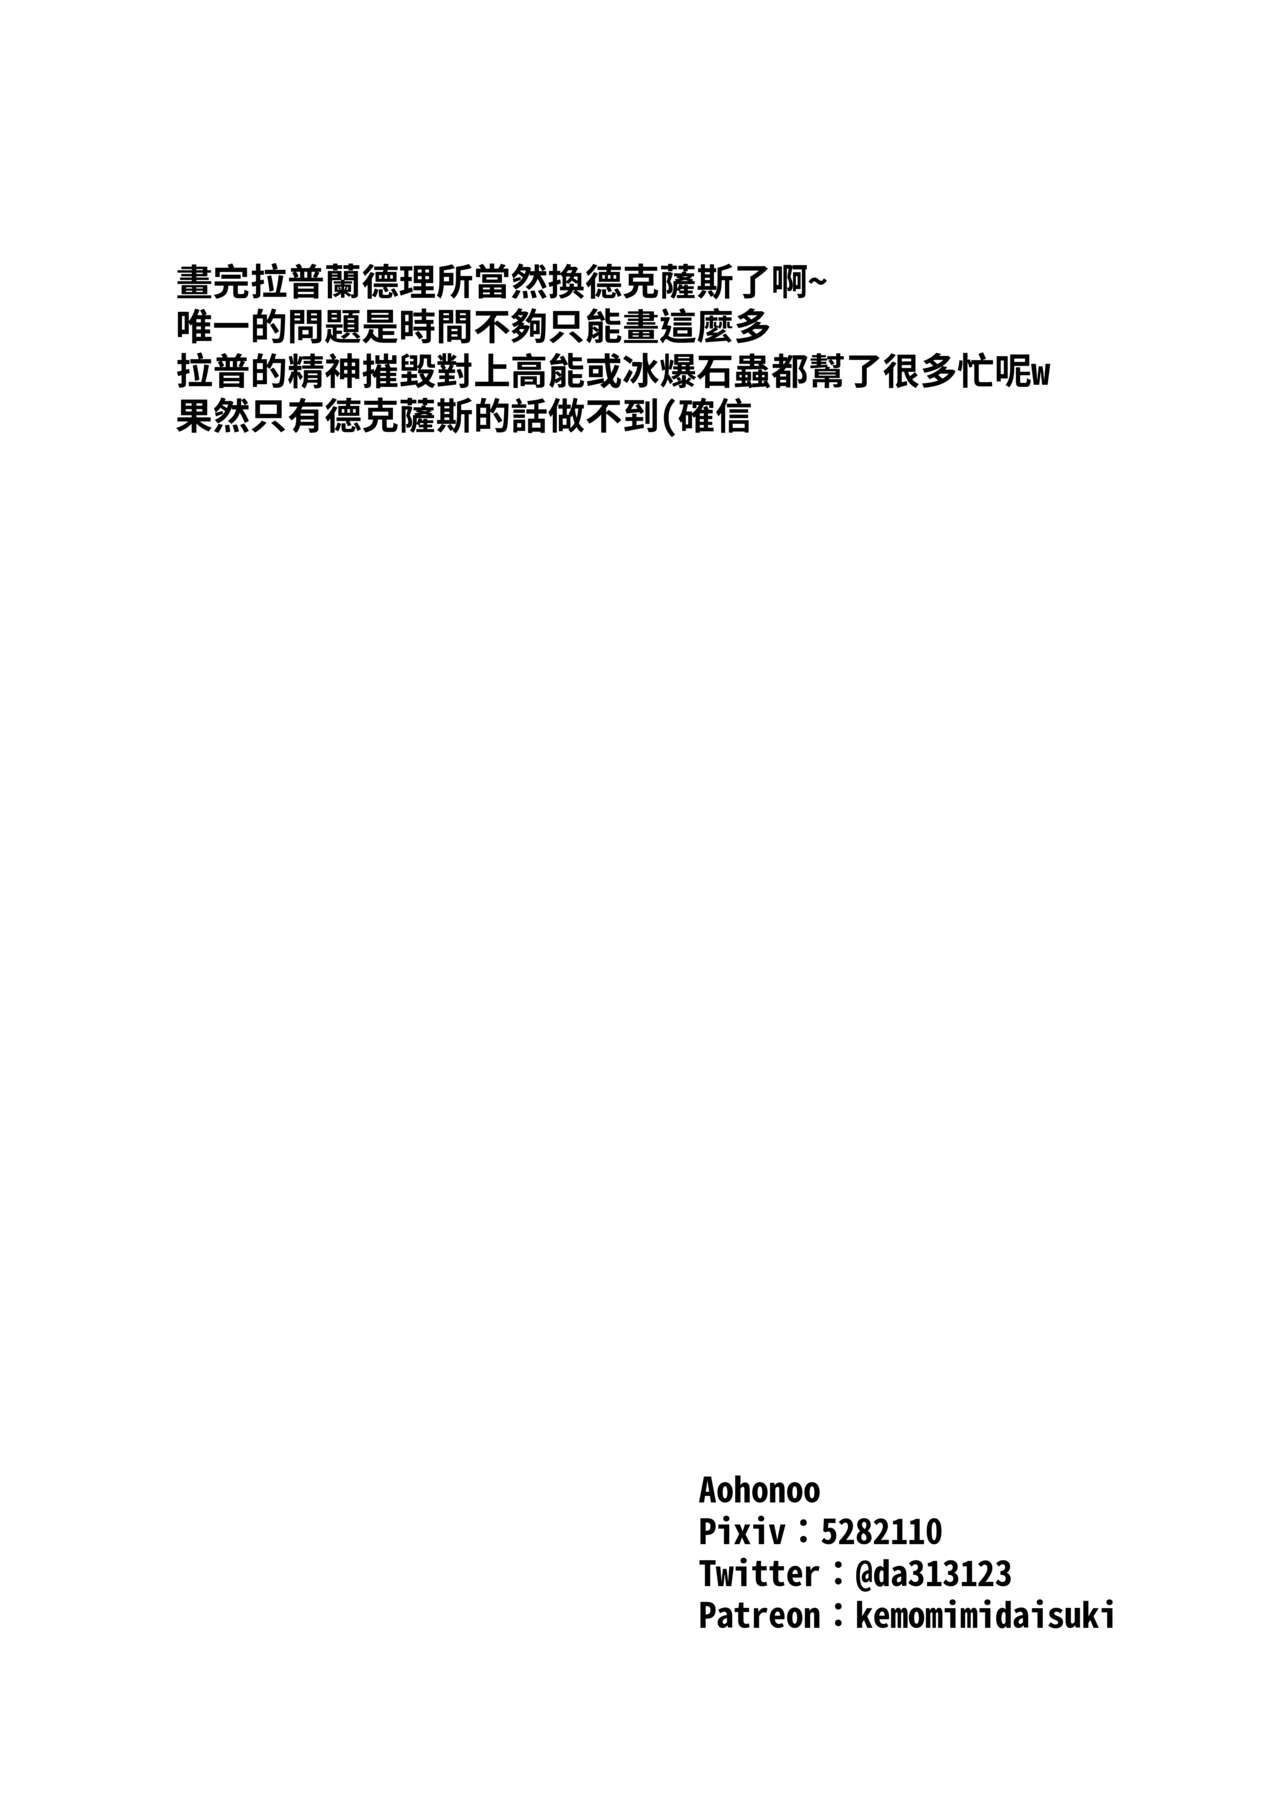 畫完拉普蘭德理所當然換德克薩斯了啊~
唯一的問題是時間不夠只能畫這麼多
拉普的精神摧毀對上高能或冰爆石蟲都幫了很多忙呢w
果然只有德克薩斯的話做不到(確信
Aohonoo
Pixiv：5282110
Twitter：@da313123
Patreon：kemomimidaisuki